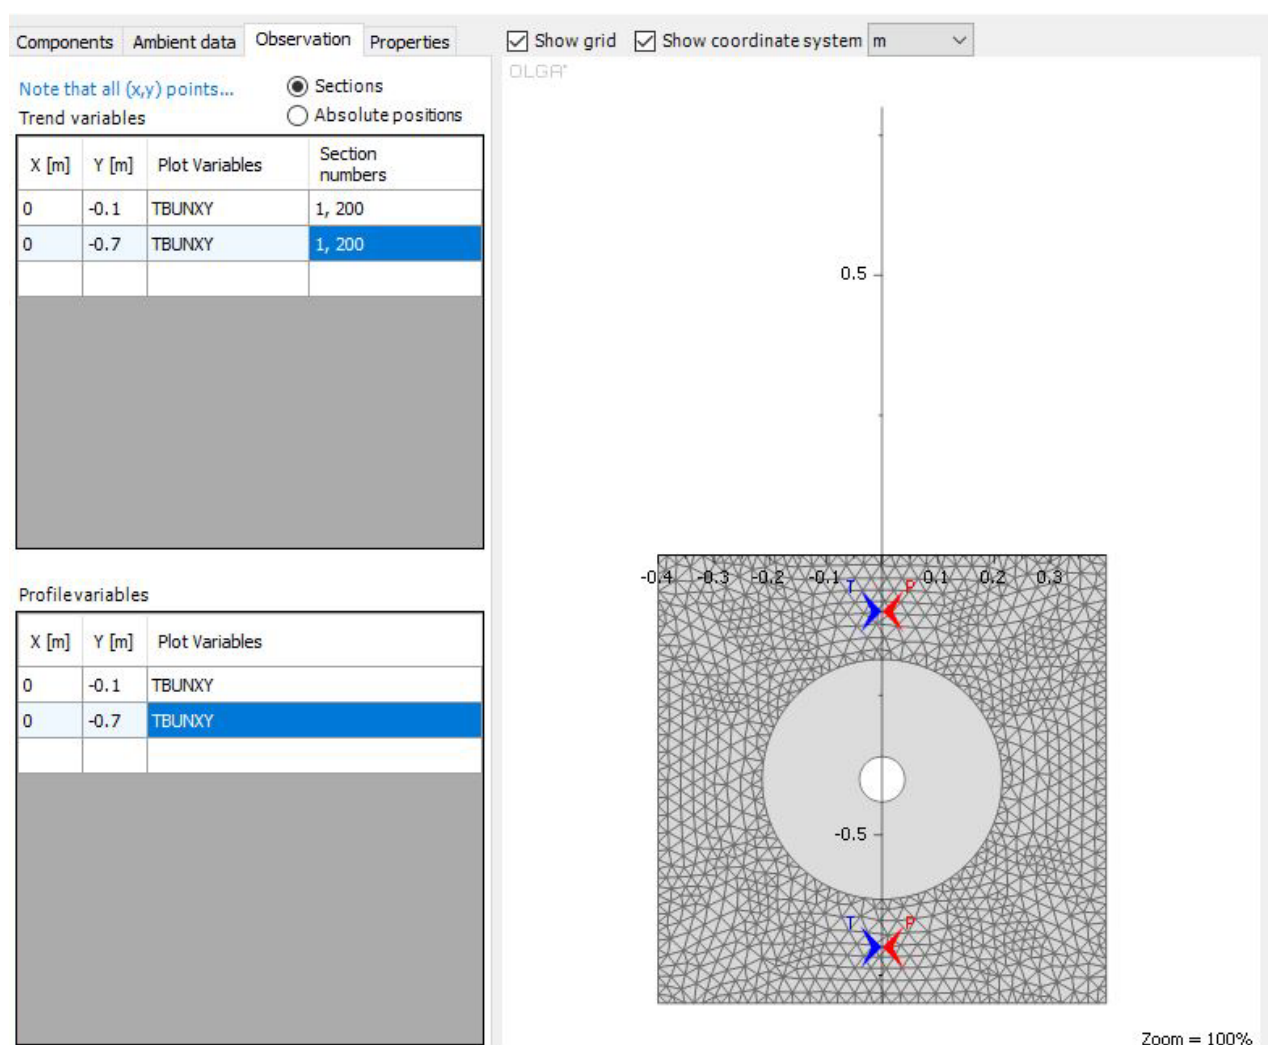 Components Ambient data Observation Properties
Show grid Show coordinate system m
Note that all (x,y) points... Sections
Trend variables Absolute positions
X [m] Y [m] Plot Variables Section numbers
0 -0.1 TBUNXY 1, 200
0 -0.7 TBUNXY 1, 200
Profile variables
X [m] Y [m] Plot Variables
0 -0.1 TBUNXY
0 -0.7 TBUNXY
OLGA
0.5
-0.4 -0.3 -0.2 -0.1 0.1 0.2 0.3
T P
-0.5
T P
Zoom = 100%